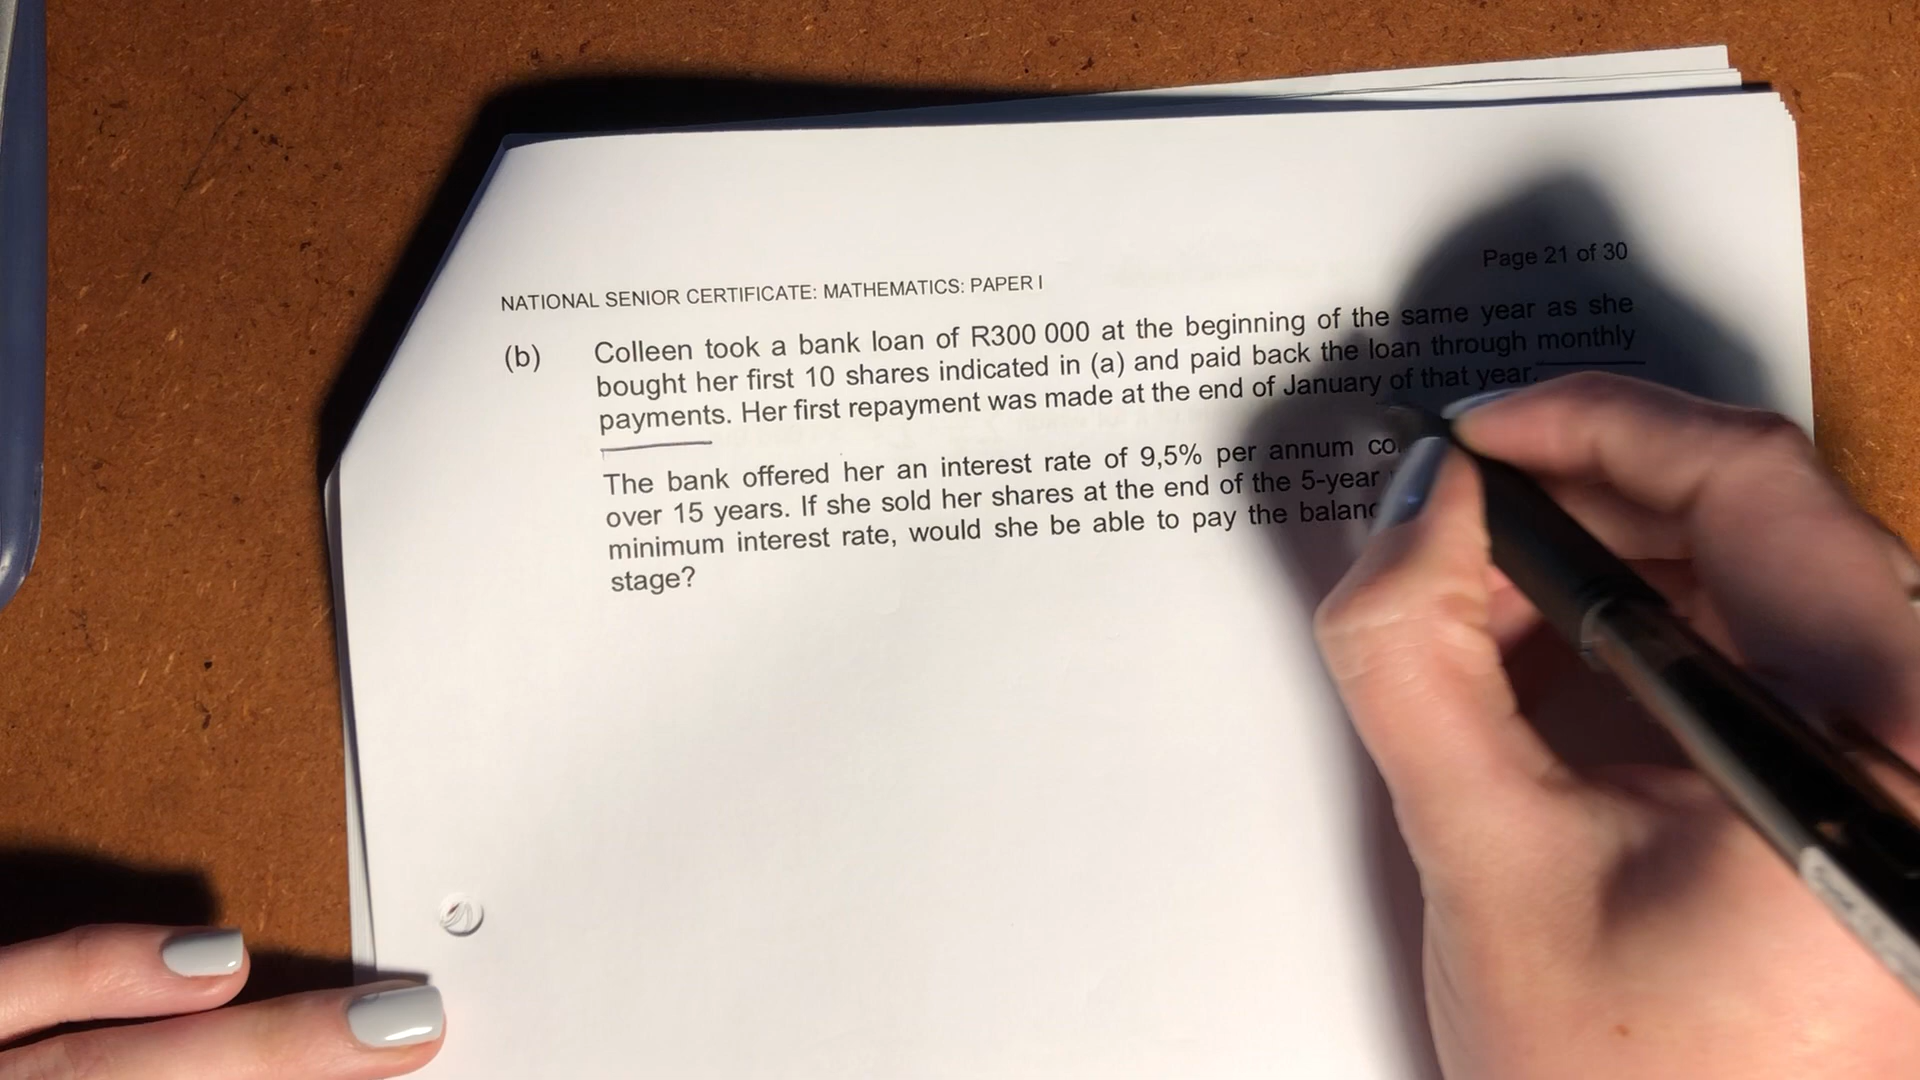 Page 21 of 30
NATIONAL SENIOR CERTIFICATE: MATHEMATICS: PAPER I
(b) Colleen took a bank loan of R300 000 at the beginning of the same year as she
bought her first 10 shares indicated in (a) and paid back the loan through monthly
payments. Her first repayment was made at the end of January of that year.
The bank offered her an interest rate of 9,5% per annum
over 15 years. If she sold her shares at the end of the 5-year
minimum interest rate, would she be able to pay the
stage?